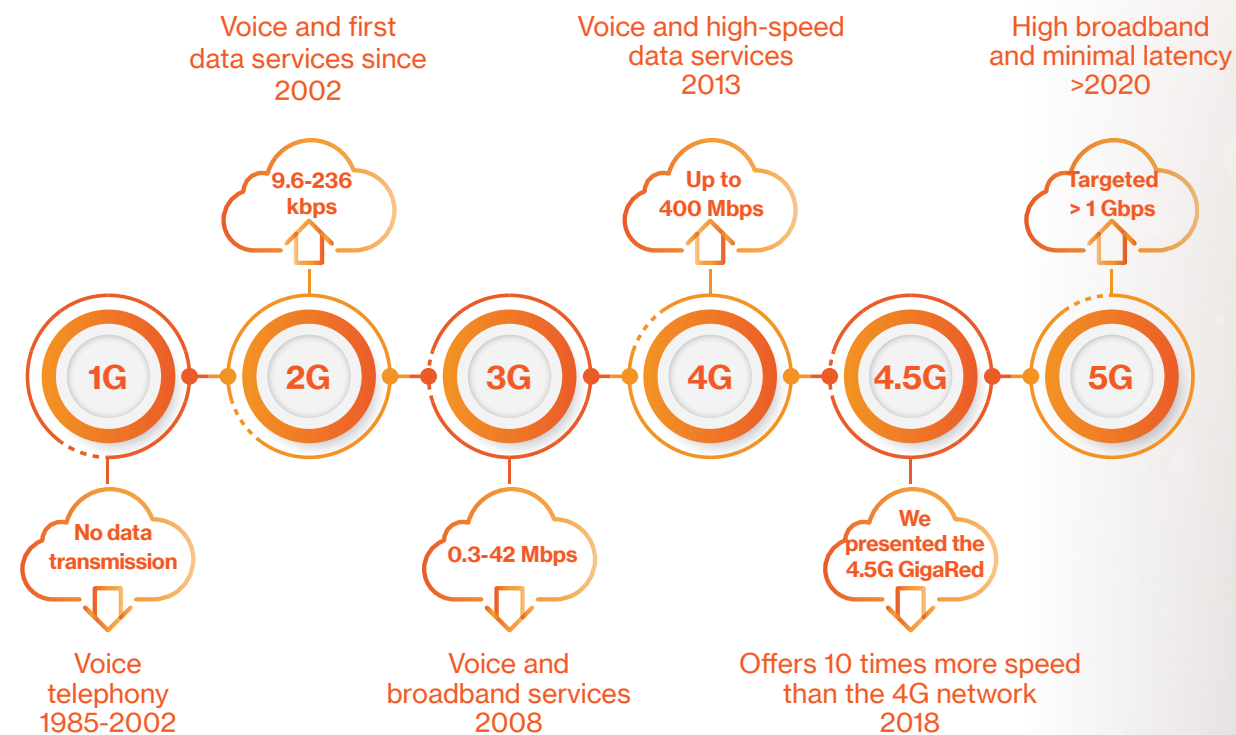 Voice and first
data services since
2002
Voice and high-speed
data services
2013
High broadband
and minimal latency
>2020
9.6-236
kbps
Up to
400 Mbps
Targeted
> 1 Gbps
1G
2G
3G
4G
4.5G
5G
No data
transmission
0.3-42 Mbps
We
presented the
4.5G GigaRed
Voice
telephony
1985-2002
Voice and
broadband services
2008
Offers 10 times more speed
than the 4G network
2018